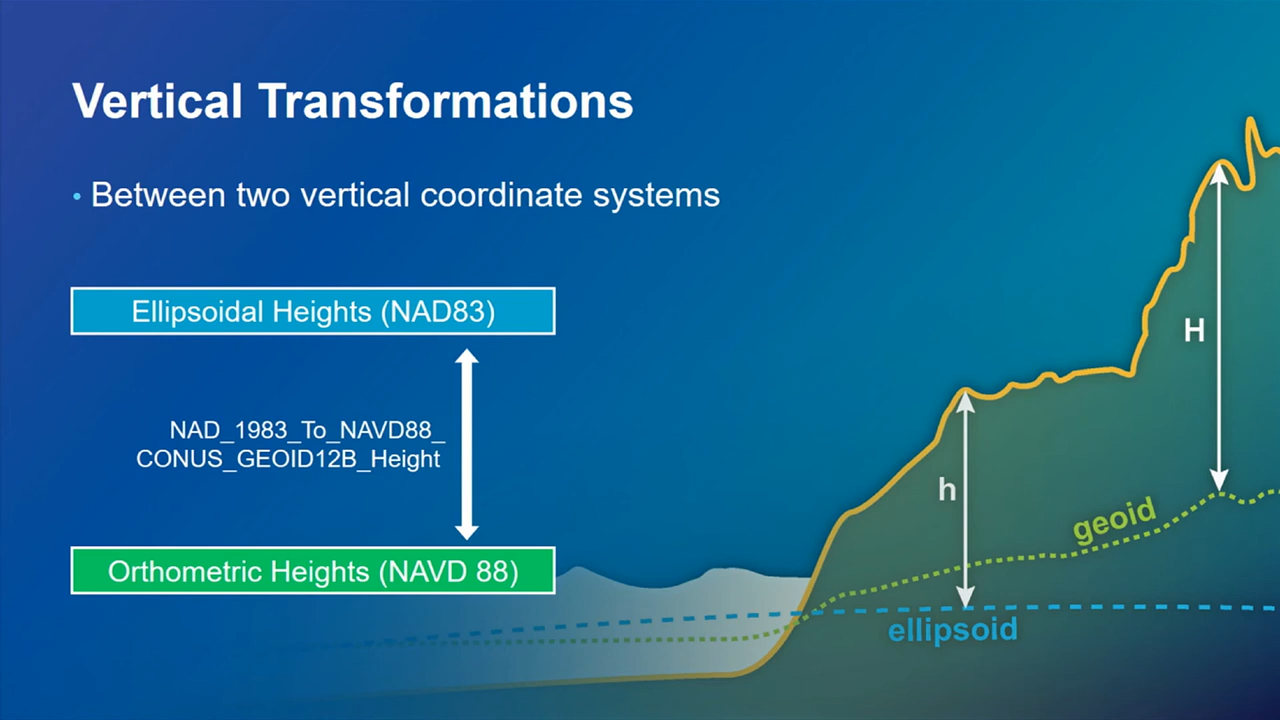 Vertical Transformations
• Between two vertical coordinate systems
Ellipsoidal Heights (NAD83)
NAD_1983_To_NAVD88_
CONUS_GEOID12B_Height
Orthometric Heights (NAVD 88)
H
h
geoid
ellipsoid